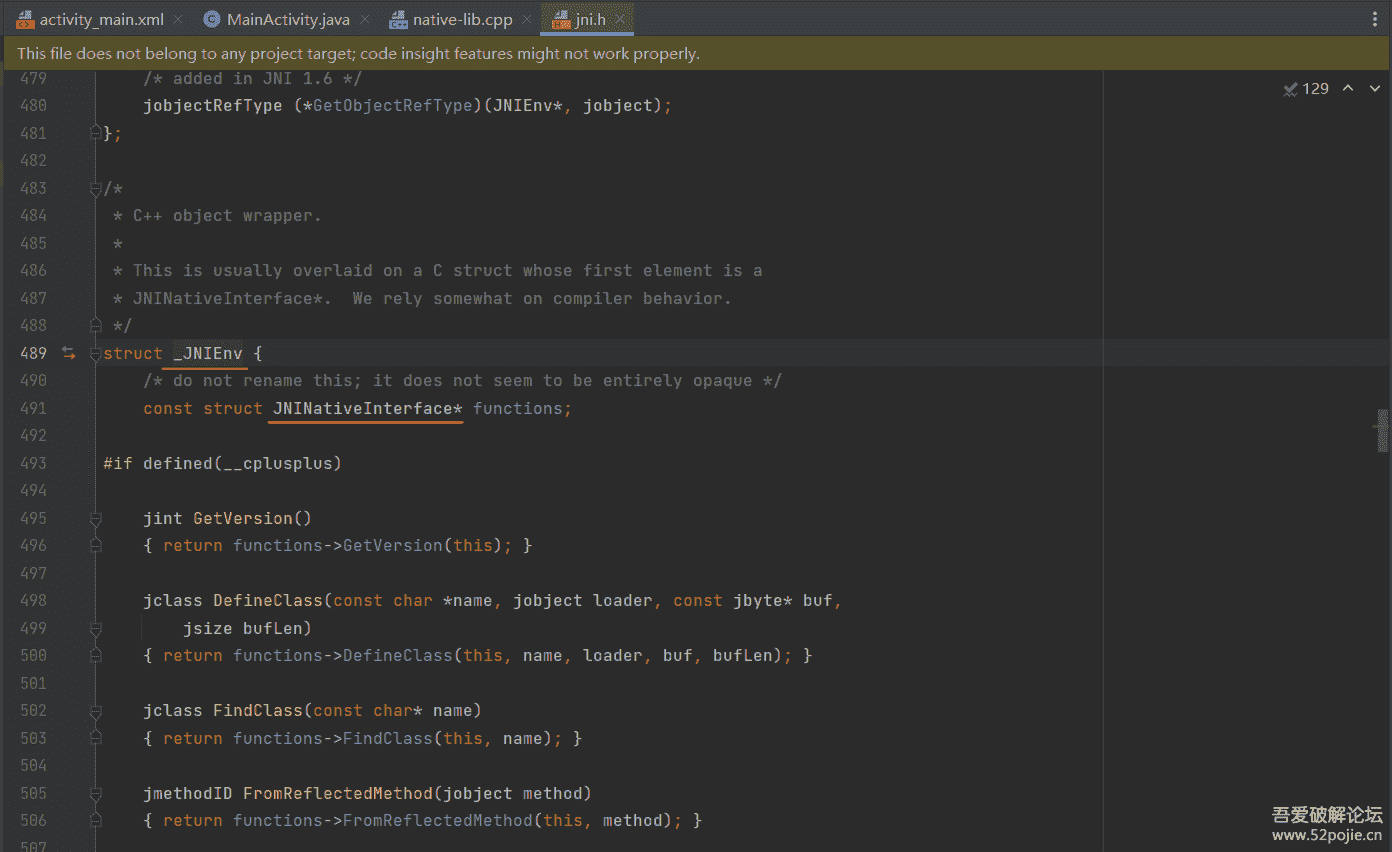 activity_main.xml MainActivity.java native-lib.cpp jni.h
This file does not belong to any project target; code insight features might not work properly.
129
479 /* added in JNI 1.6 */
480 jobjectRefType (*GetObjectRefType)(JNIEnv*, jobject);
481 };
482
483 /*
484 * C++ object wrapper.
485 *
486 * This is usually overlaid on a C struct whose first element is a
487 * JNINativeInterface*.  We rely somewhat on compiler behavior.
488 */
489 struct _JNIEnv {
490 /* do not rename this; it does not seem to be entirely opaque */
491 const struct JNINativeInterface* functions;
492
493 #if defined(__cplusplus)
494
495 jint GetVersion()
496 { return functions->GetVersion(this); }
497
498 jclass DefineClass(const char *name, jobject loader, const jbyte* buf,
499 jsize bufLen)
500 { return functions->DefineClass(this, name, loader, buf, bufLen); }
501
502 jclass FindClass(const char* name)
503 { return functions->FindClass(this, name); }
504
505 jmethodID FromReflectedMethod(jobject method)
506 { return functions->FromReflectedMethod(this, method); }
507
吾爱破解论坛
www.52pojie.cn